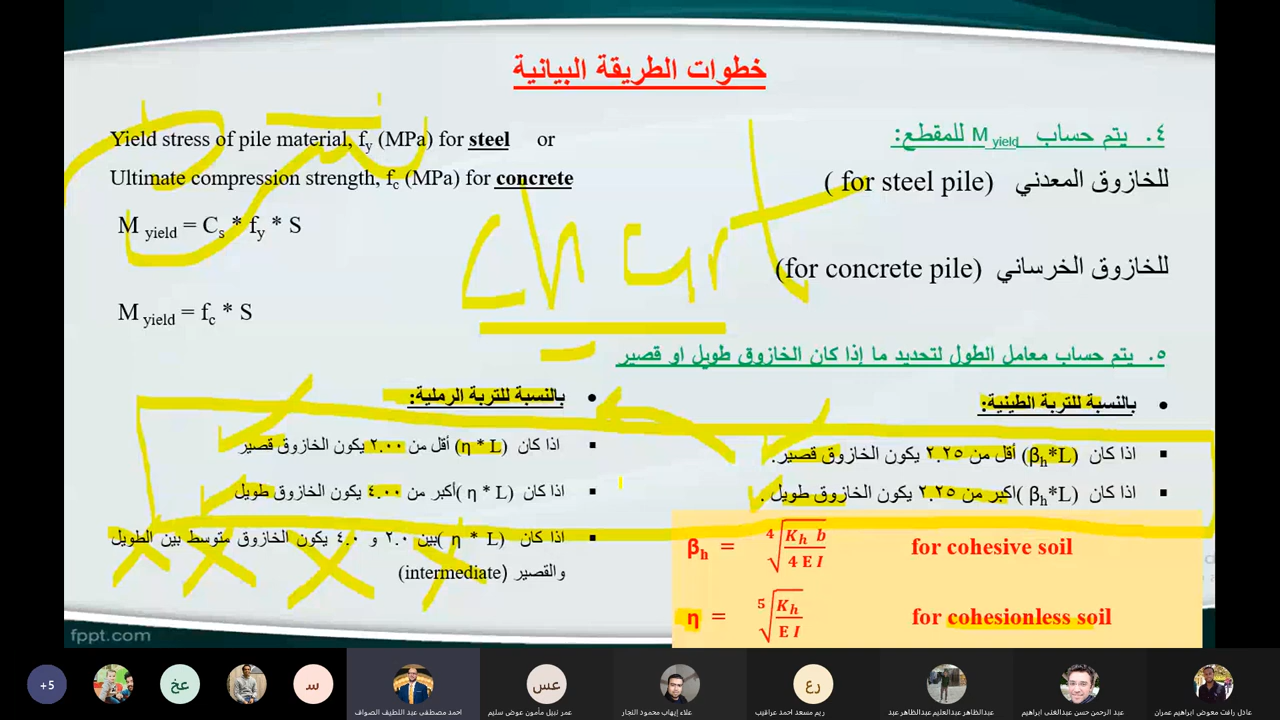 خطوات الطريقة البيانية
٤. يتم حساب M yield للمقطع:
للخازوق المعدني (for steel pile )
للخازوق الخرساني (for concrete pile)
Yield stress of pile material, fy (MPa) for steel or
Ultimate compression strength, fc (MPa) for concrete
M yield = Cs * fy * S
M yield = fc * S
chart
٥. يتم حساب معامل الطول لتحديد ما إذا كان الخازوق طويل او قصير
• بالنسبة للتربة الطينية:
▪ اذا كان (βh*L) أقل من ٢.٢٥ يكون الخازوق قصير.
▪ اذا كان (βh*L )اكبر من ٢.٢٥ يكون الخازوق طويل .
• بالنسبة للتربة الرملية:
▪ اذا كان (η * L) أقل من ٢.٠٠ يكون الخازوق قصير
▪ اذا كان (η * L )أكبر من ٤.٠٠ يكون الخازوق طويل
▪ اذا كان (η * L )بين ٢.٠ و ٤.٠ يكون الخازوق متوسط بين الطويل
والقصير (intermediate)
βh = ⁴√(Kh b / 4 E I) for cohesive soil
η = ⁵√(Kh / E I) for cohesionless soil
fppt.com
+5
عخ
س
احمد مصطفى عبد اللطيف الصواف
عس
عمر نبيل مأمون عوض سليم
علاء إيهاب محمود النجار
رع
ريم مسعد احمد عراقيب
عبدالظاهر عبدالعليم عبدالظاهر عبد
عبد الرحمن حسن عبدالغنى ابراهيم
عادل رافت معوض ابراهيم عمران